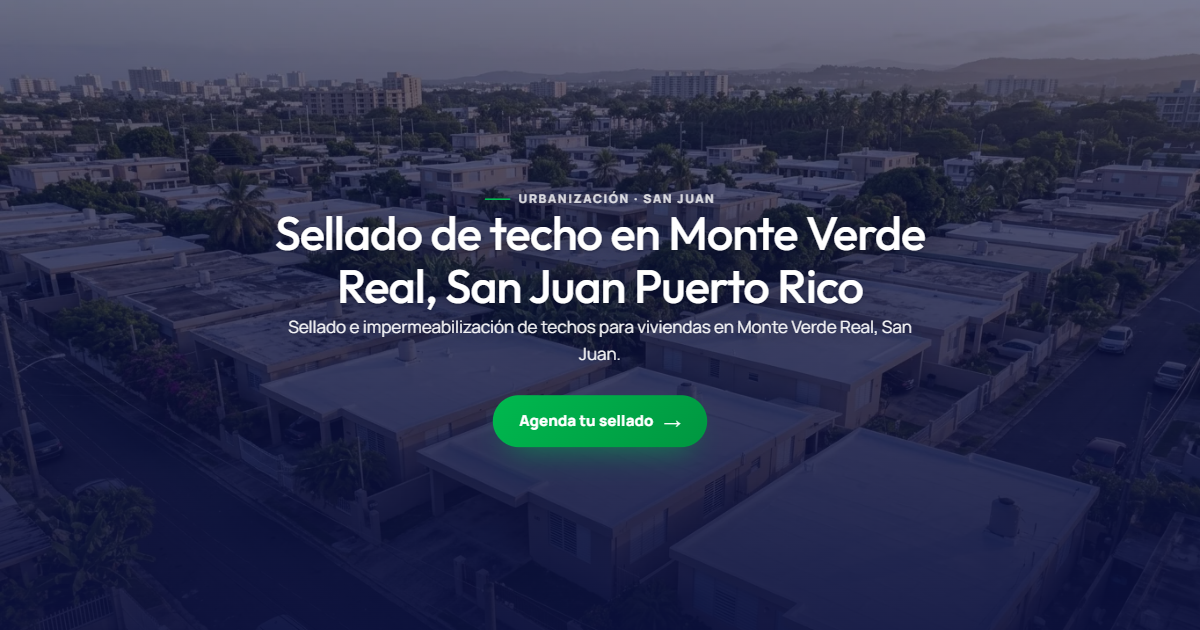 URBANIZACIÓN · SAN JUAN
Sellado de techo en Monte Verde
Real, San Juan Puerto Rico
Sellado e impermeabilización de techos para viviendas en Monte Verde Real, San
Juan.
Agenda tu sellado →